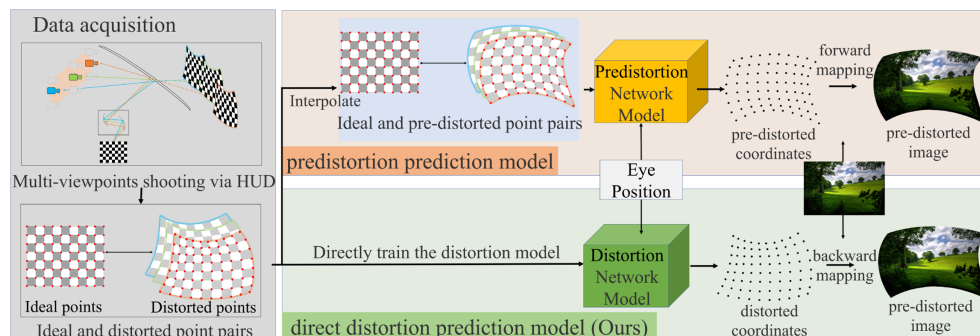 Data acquisition
Multi-viewpoints shooting via HUD
Ideal points
Distorted points
Ideal and distorted point pairs
Interpolate
Ideal and pre-distorted point pairs
predistortion prediction model
Predistortion
Network
Model
pre-distorted
coordinates
forward
mapping
pre-distorted
image
Eye
Position
Directly train the distortion model
direct distortion prediction model (Ours)
Distortion
Network
Model
distorted
coordinates
backward
mapping
pre-distorted
image